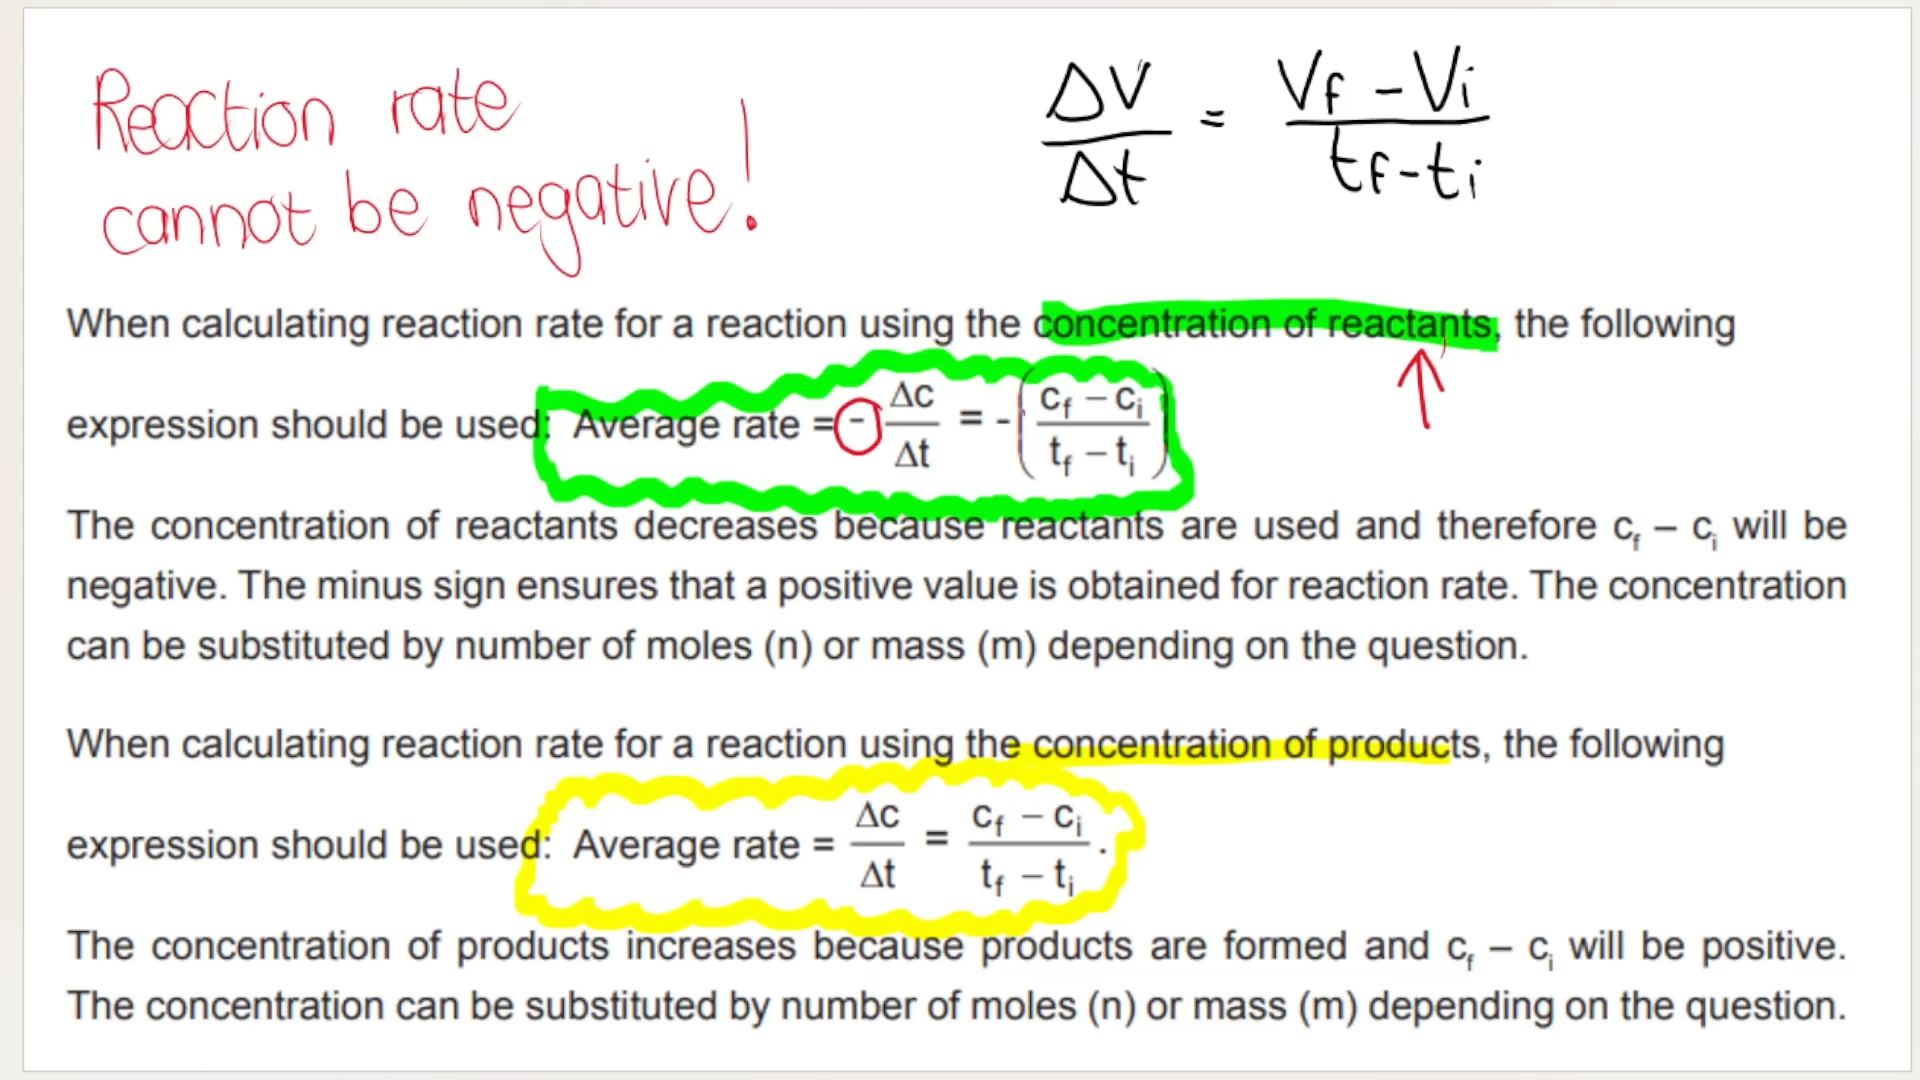 Reaction rate
cannot be negative!
ΔV/Δt = Vf - Vi / tf - ti
When calculating reaction rate for a reaction using the concentration of reactants, the following
expression should be used: Average rate = - Δc/Δt = -(cf – ci / tf – ti)
The concentration of reactants decreases because reactants are used and therefore cf – ci will be
negative. The minus sign ensures that a positive value is obtained for reaction rate. The concentration
can be substituted by number of moles (n) or mass (m) depending on the question.
When calculating reaction rate for a reaction using the concentration of products, the following
expression should be used: Average rate = Δc/Δt = cf – ci / tf – ti.
The concentration of products increases because products are formed and cf – ci will be positive.
The concentration can be substituted by number of moles (n) or mass (m) depending on the question.